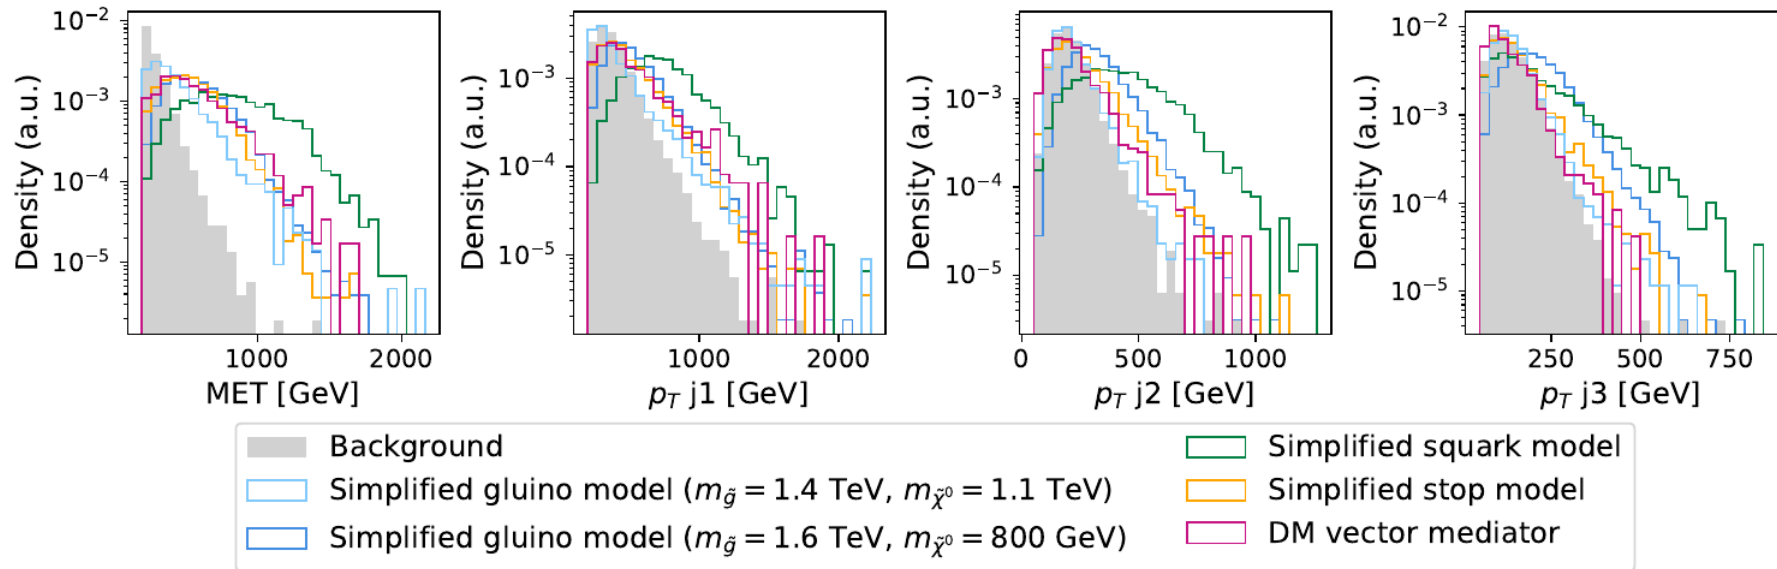 Density (a.u.)
10⁻²
10⁻³
10⁻⁴
10⁻⁵
1000 2000
MET [GeV]
Density (a.u.)
10⁻³
10⁻⁴
10⁻⁵
1000 2000
p_T j1 [GeV]
Density (a.u.)
10⁻³
10⁻⁴
10⁻⁵
0 500 1000
p_T j2 [GeV]
Density (a.u.)
10⁻²
10⁻³
10⁻⁴
10⁻⁵
250 500 750
p_T j3 [GeV]
Background
Simplified gluino model (m_g̃ = 1.4 TeV, m_χ̃⁰ = 1.1 TeV)
Simplified gluino model (m_g̃ = 1.6 TeV, m_χ̃⁰ = 800 GeV)
Simplified squark model
Simplified stop model
DM vector mediator